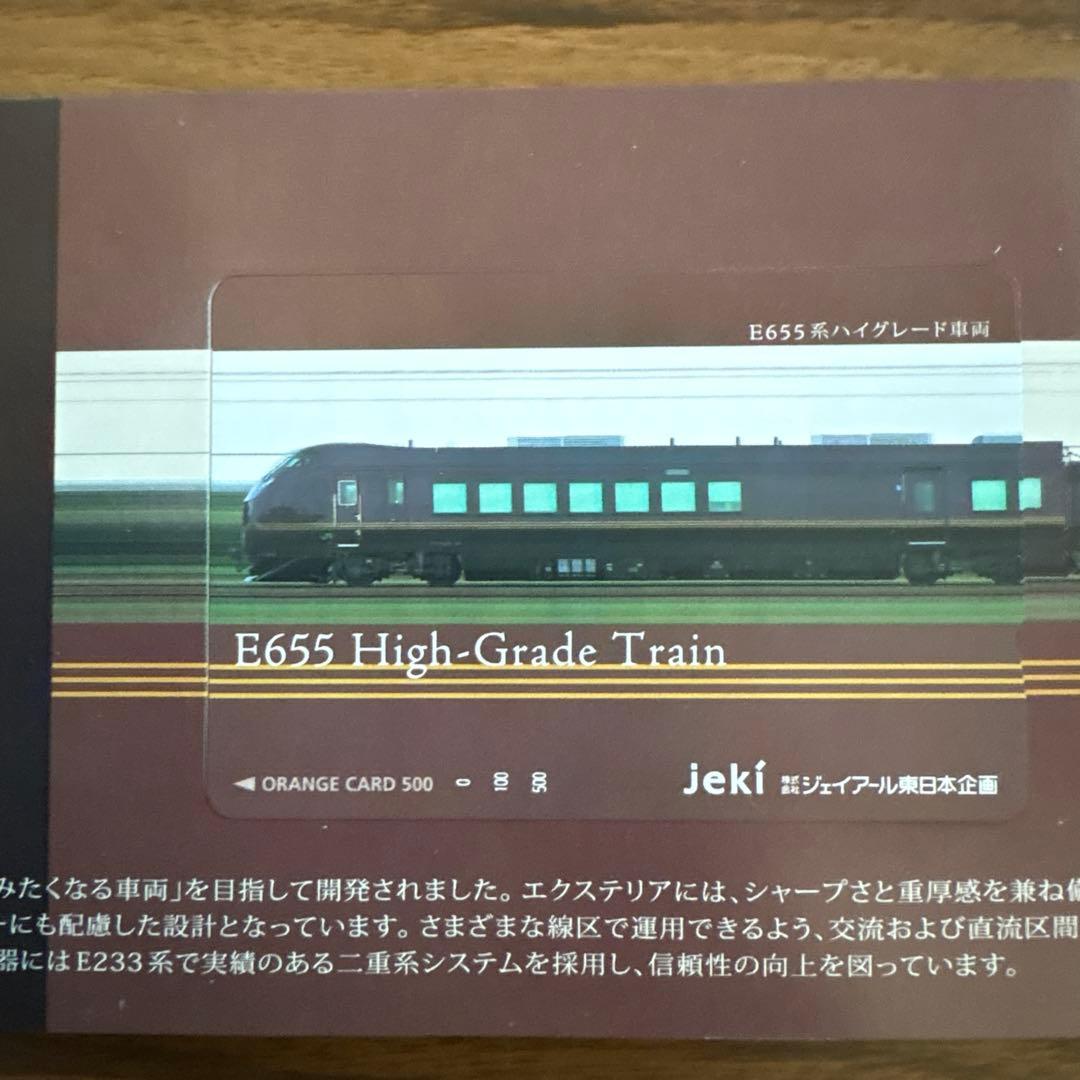 E655系ハイグレード車両
E655 High-Grade Train
◀ ORANGE CARD 500 0 100 500
jeki 株式会社ジェイアール東日本企画
みたくなる車両」を目指して開発されました。エクステリアには、シャープさと重厚感を兼ね備
ーにも配慮した設計となっています。さまざまな線区で運用できるよう、交流および直流区間
器にはE233系で実績のある二重系システムを採用し、信頼性の向上を図っています。